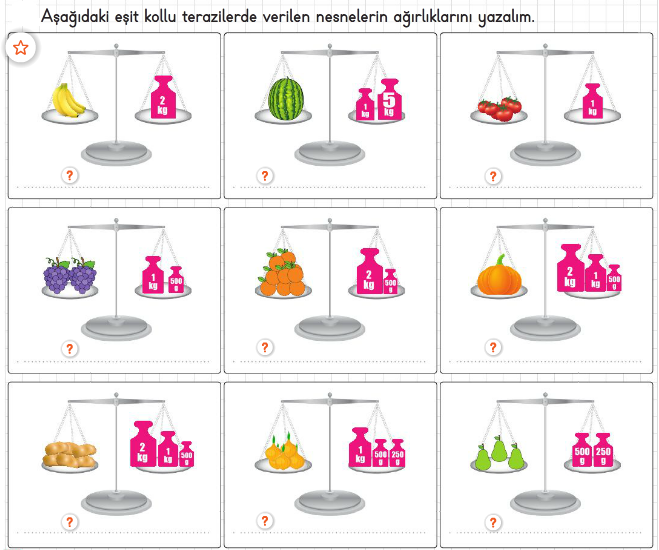 Aşağıdaki eşit kollu terazilerde verilen nesnelerin ağırlıklarını yazalım.
2
kg
?
1
kg
5
kg
?
1
kg
?
1
kg
500
g
?
2
kg
500
g
?
2
kg
1
kg
500
g
?
2
kg
1
kg
500
g
?
1
kg
500
g
250
g
?
500
g
250
g
?